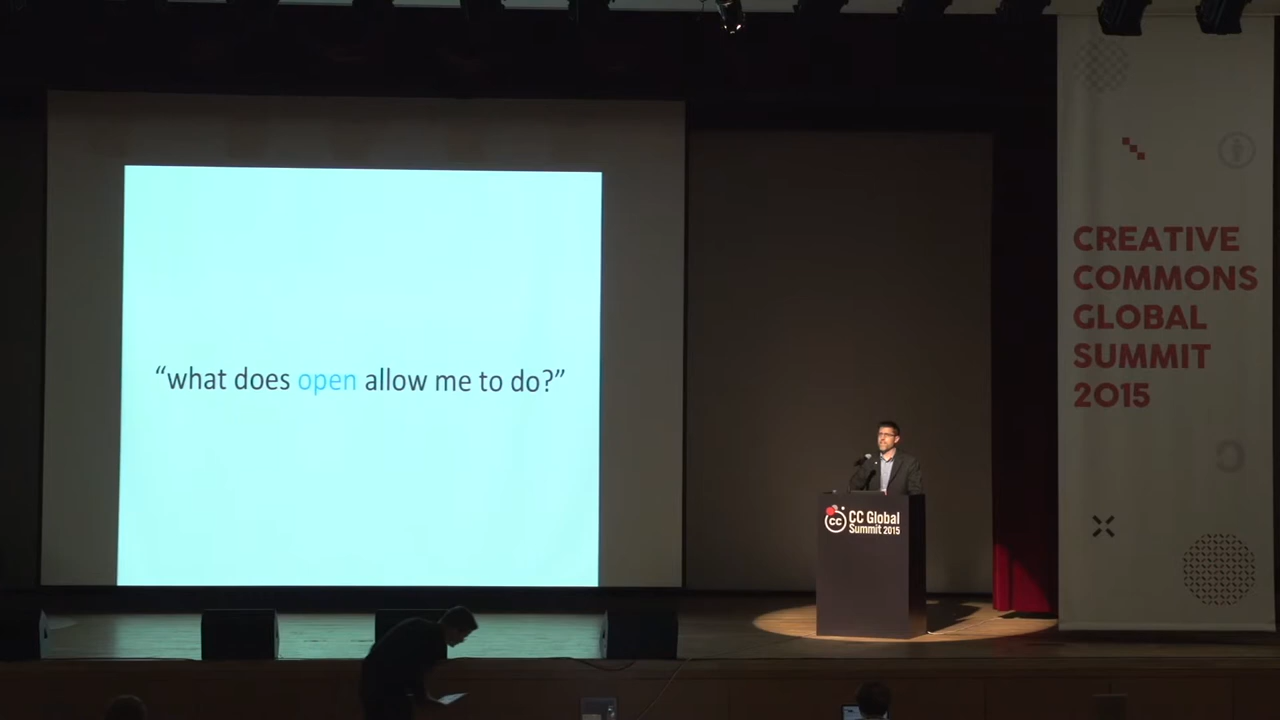 “what does open allow me to do?”
CREATIVE
COMMONS
GLOBAL
SUMMIT
2015
CC Global
Summit 2015